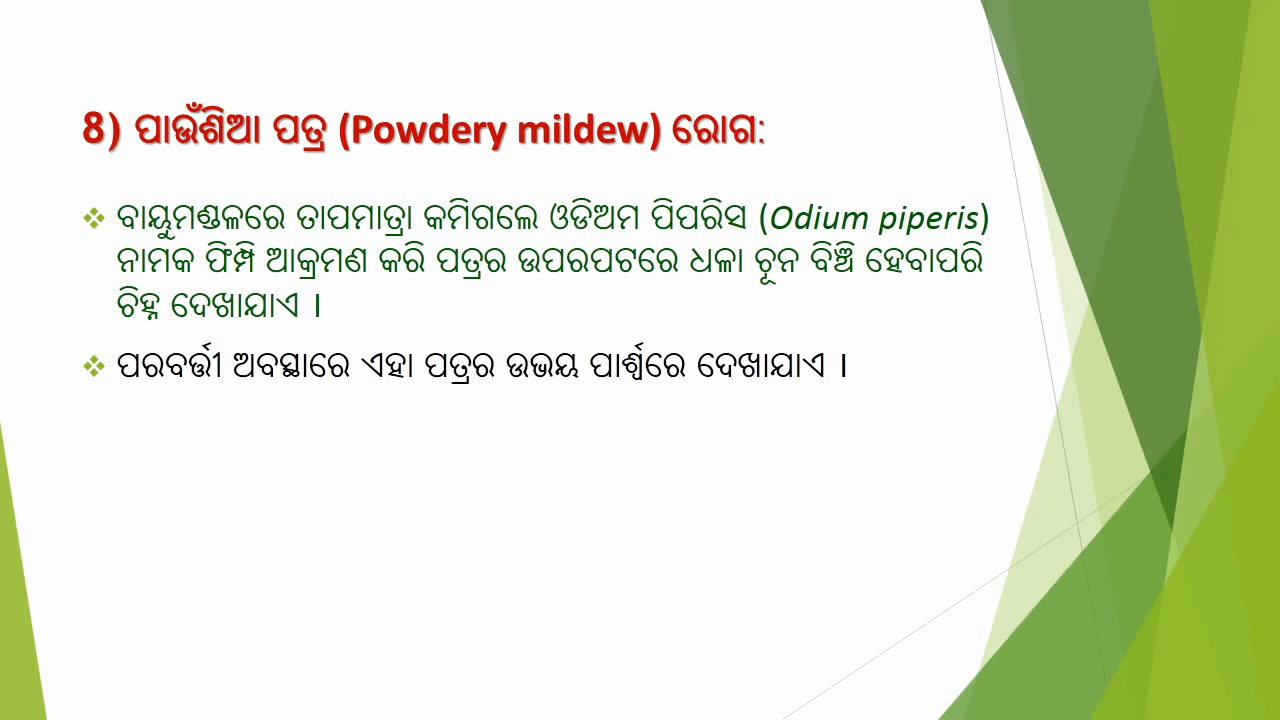 8) ପାଉଁଶିଆ ପତ୍ର (Powdery mildew) ରୋଗ:
ବାୟୁମଣ୍ଡଳରେ ତାପମାତ୍ରା କମିଗଲେ ଓଡିଅମ ପିପରିସ (Odium piperis)
ନାମକ ଫିମ୍ପି ଆକ୍ରମଣ କରି ପତ୍ରର ଉପରପଟରେ ଧଳା ଚୂନ ବିଞ୍ଚି ହେବାପରି
ଚିହ୍ନ ଦେଖାଯାଏ ।
ପରବର୍ତ୍ତୀ ଅବସ୍ଥାରେ ଏହା ପତ୍ରର ଉଭୟ ପାର୍ଶ୍ୱରେ ଦେଖାଯାଏ ।